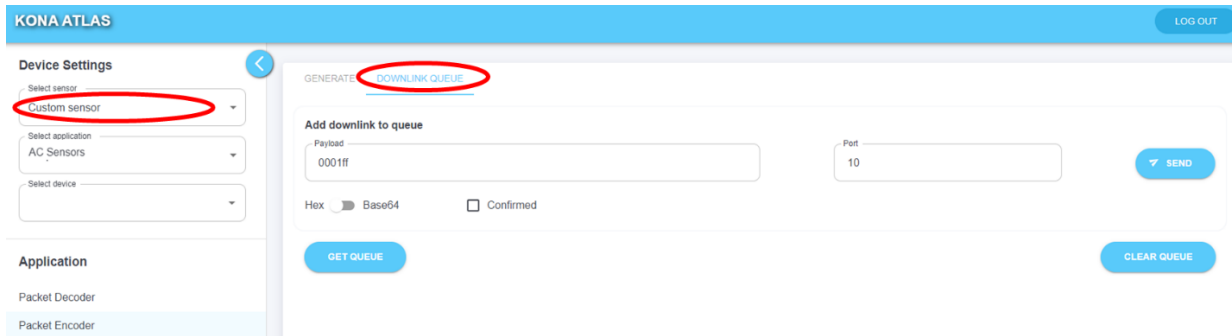 KONA ATLAS
LOG OUT
Device Settings
Select sensor
Custom sensor
Select application
AC Sensors
Select device
Application
Packet Decoder
Packet Encoder
GENERATE
DOWNLINK QUEUE
Add downlink to queue
Payload
0001ff
Port
10
SEND
Hex
Base64
Confirmed
GET QUEUE
CLEAR QUEUE